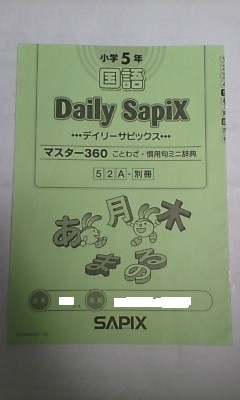 小学5年
国語
Daily SapiX
•••デイリーサピックス•••
マスター360 ことわざ・慣用句ミニ辞典
52A-別冊
あ月木
まるの
SAPIX